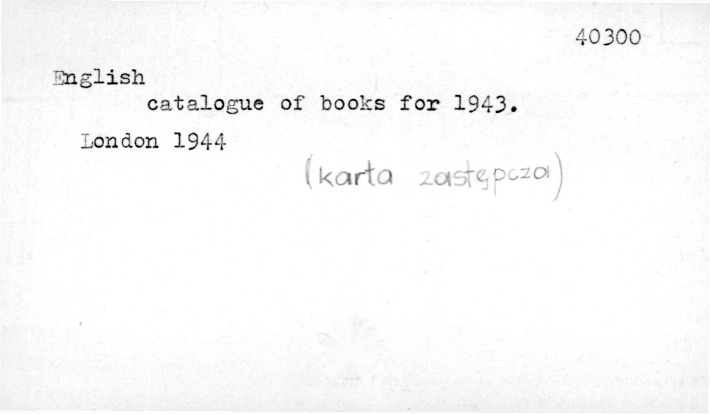 40300
English
catalogue of books for 1943.
London 1944
(karta zastępcza)